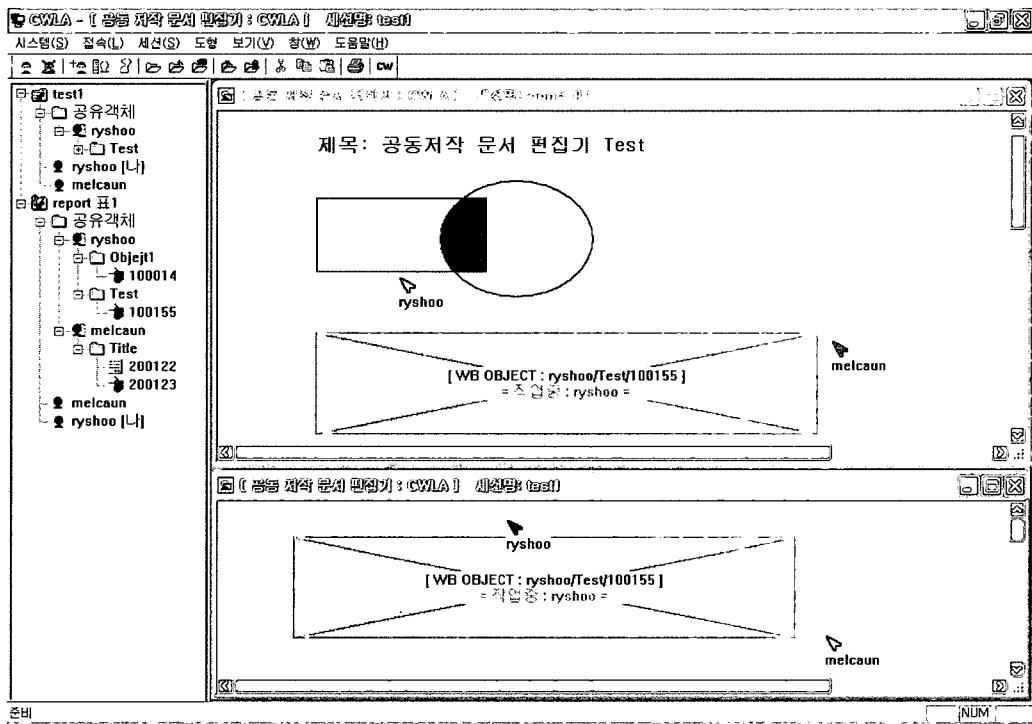 CWLA - [ 공동 저작 문서 편집기 : CWLA ] 세션명: test1
시스템(S) 접속(L) 세션(S) 도형 보기(V) 창(W) 도움말(H)
CW
test1
공유객체
ryshoo
Test
ryshoo [나]
melcaun
report 표1
공유객체
ryshoo
Objejt1
100014
Test
100155
melcaun
Title
200122
200123
melcaun
ryshoo [나]
제목: 공동저작 문서 편집기 Test
ryshoo
melcaun
[ WB OBJECT : ryshoo/Test/100155 ]
= 작업중 : ryshoo =
[ 공동 저작 문서 편집기 : CWLA ] 세션명: test1
ryshoo
[ WB OBJECT : ryshoo/Test/100155 ]
= 작업중 : ryshoo =
melcaun
준비
NUM